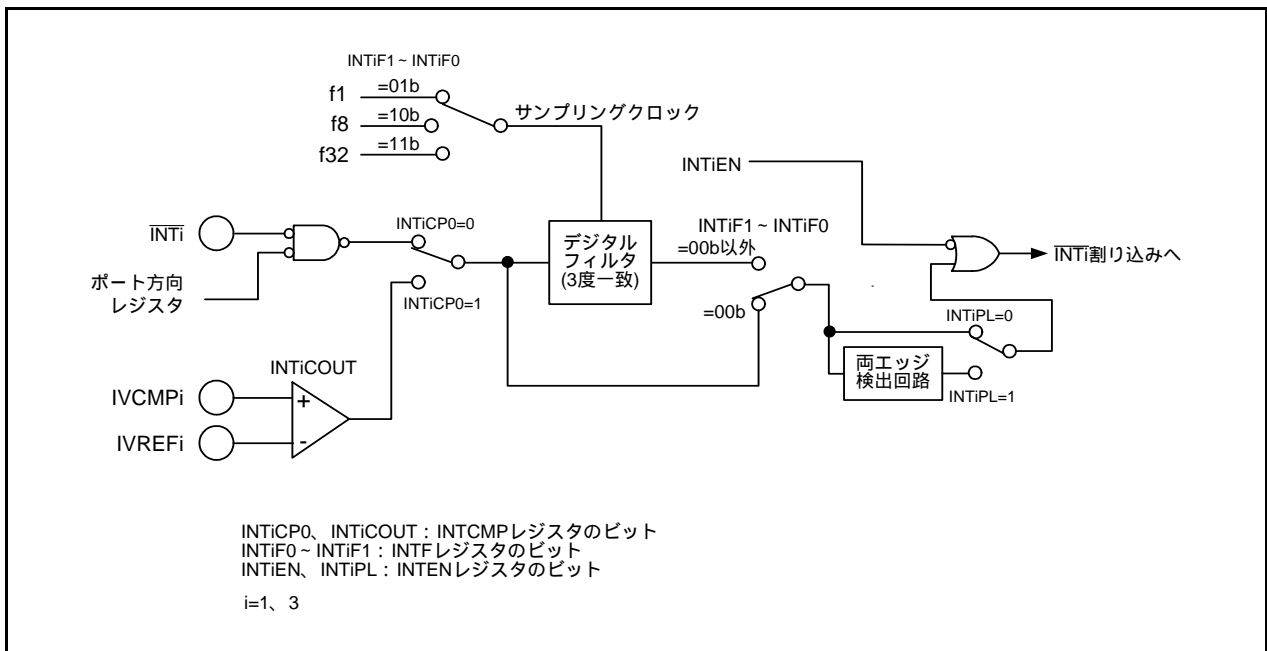 INTiF1 ~ INTiF0
f1 =01b
f8 =10b
f32 =11b
サンプリングクロック
INTiEN
INTi
INTiCP0=0
ポート方向
レジスタ
INTiCP0=1
デジタル
フィルタ
(3度一致)
INTiF1 ~ INTiF0
=00b以外
=00b
INTi割り込みへ
INTiPL=0
両エッジ
検出回路
INTiPL=1
INTiCOUT
IVCMPi
+
IVREFi
-
INTiCP0、INTiCOUT : INTCMPレジスタのビット
INTiF0 ~ INTiF1 : INTFレジスタのビット
INTiEN、INTiPL : INTENレジスタのビット
i=1、3